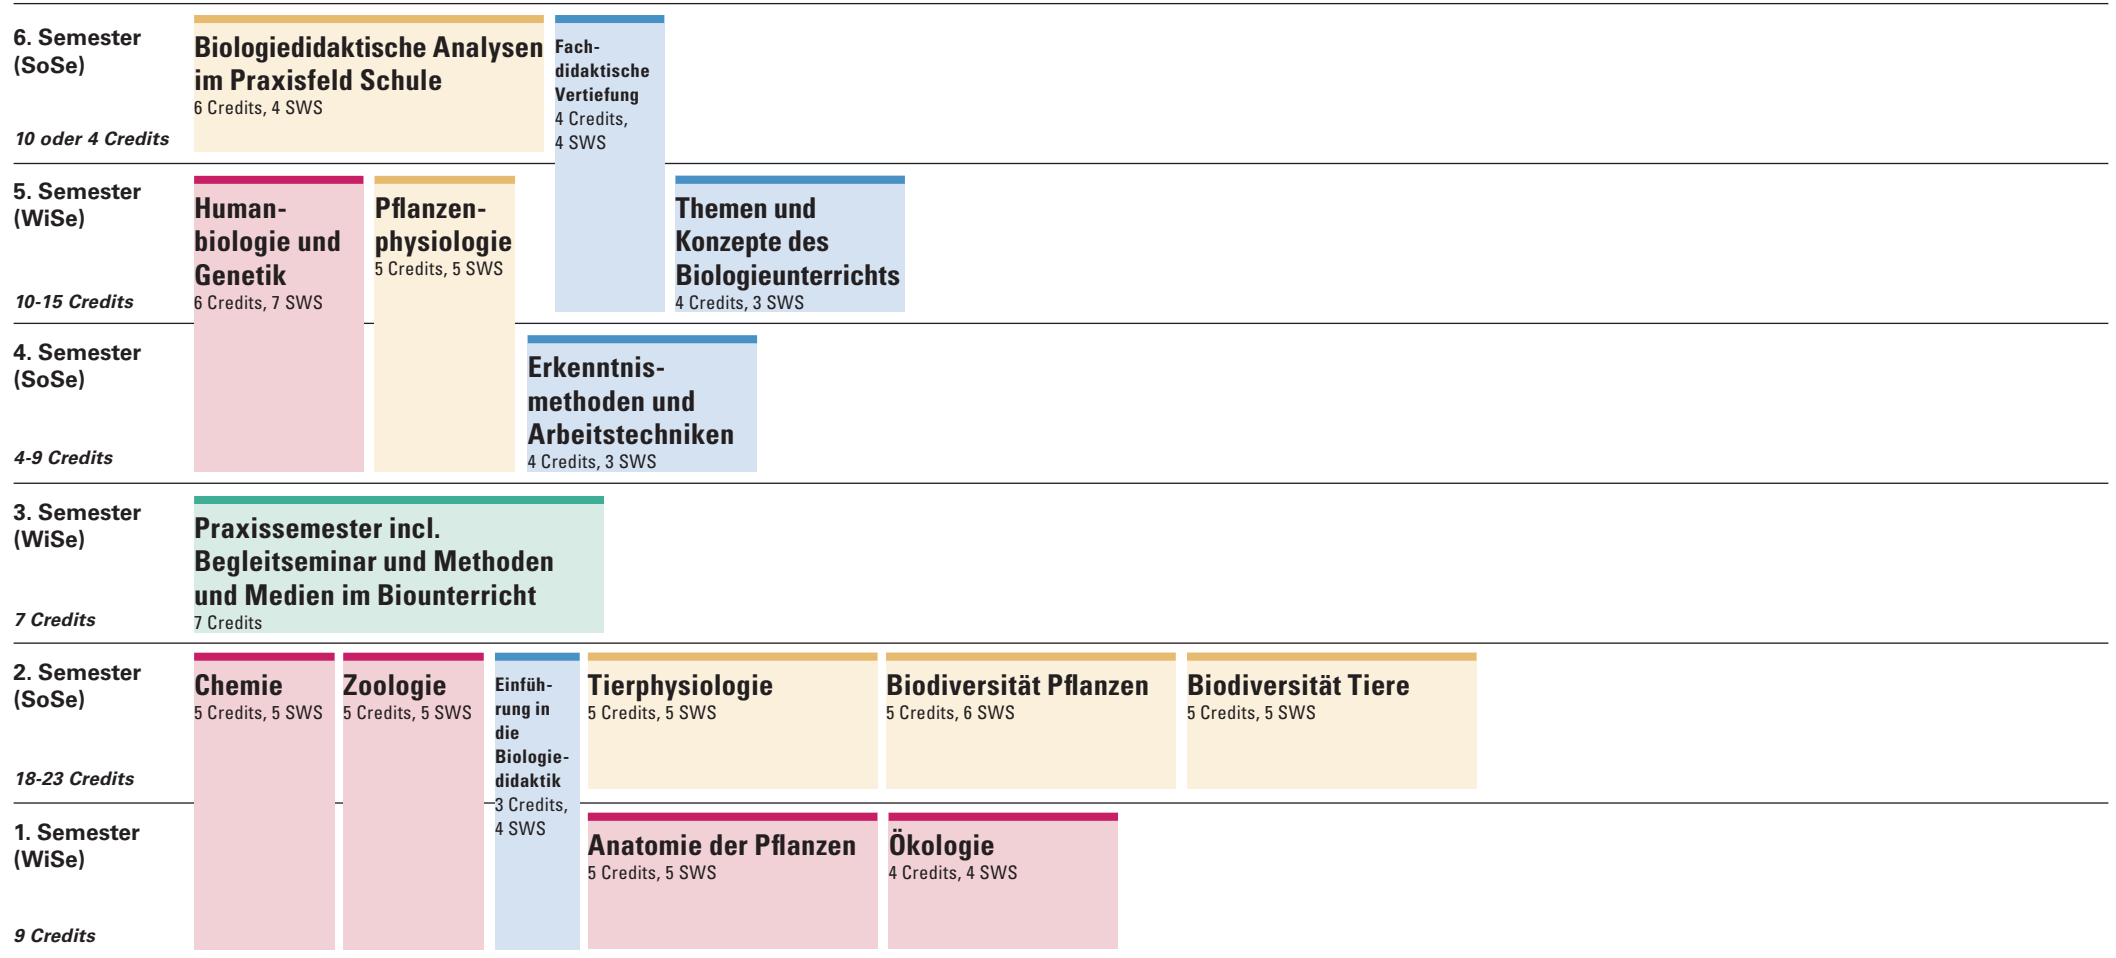 6. Semester
(SoSe)
10 oder 4 Credits
Biologiedidaktische Analysen
im Praxisfeld Schule
6 Credits, 4 SWS
Fach-
didaktische
Vertiefung
4 Credits,
4 SWS
5. Semester
(WiSe)
10-15 Credits
Human-
biologie und
Genetik
6 Credits, 7 SWS
Pflanzen-
physiologie
5 Credits, 5 SWS
Themen und
Konzepte des
Biologieunterrichts
4 Credits, 3 SWS
4. Semester
(SoSe)
4-9 Credits
Erkenntnis-
methoden und
Arbeitstechniken
4 Credits, 3 SWS
3. Semester
(WiSe)
7 Credits
Praxissemester incl.
Begleitseminar und Methoden
und Medien im Biounterricht
7 Credits
2. Semester
(SoSe)
18-23 Credits
Chemie
5 Credits, 5 SWS
Zoologie
5 Credits, 5 SWS
Einfüh-
rung in
die
Biologie-
didaktik
3 Credits,
4 SWS
Tierphysiologie
5 Credits, 5 SWS
Biodiversität Pflanzen
5 Credits, 6 SWS
Biodiversität Tiere
5 Credits, 5 SWS
1. Semester
(WiSe)
9 Credits
Anatomie der Pflanzen
5 Credits, 5 SWS
Ökologie
4 Credits, 4 SWS